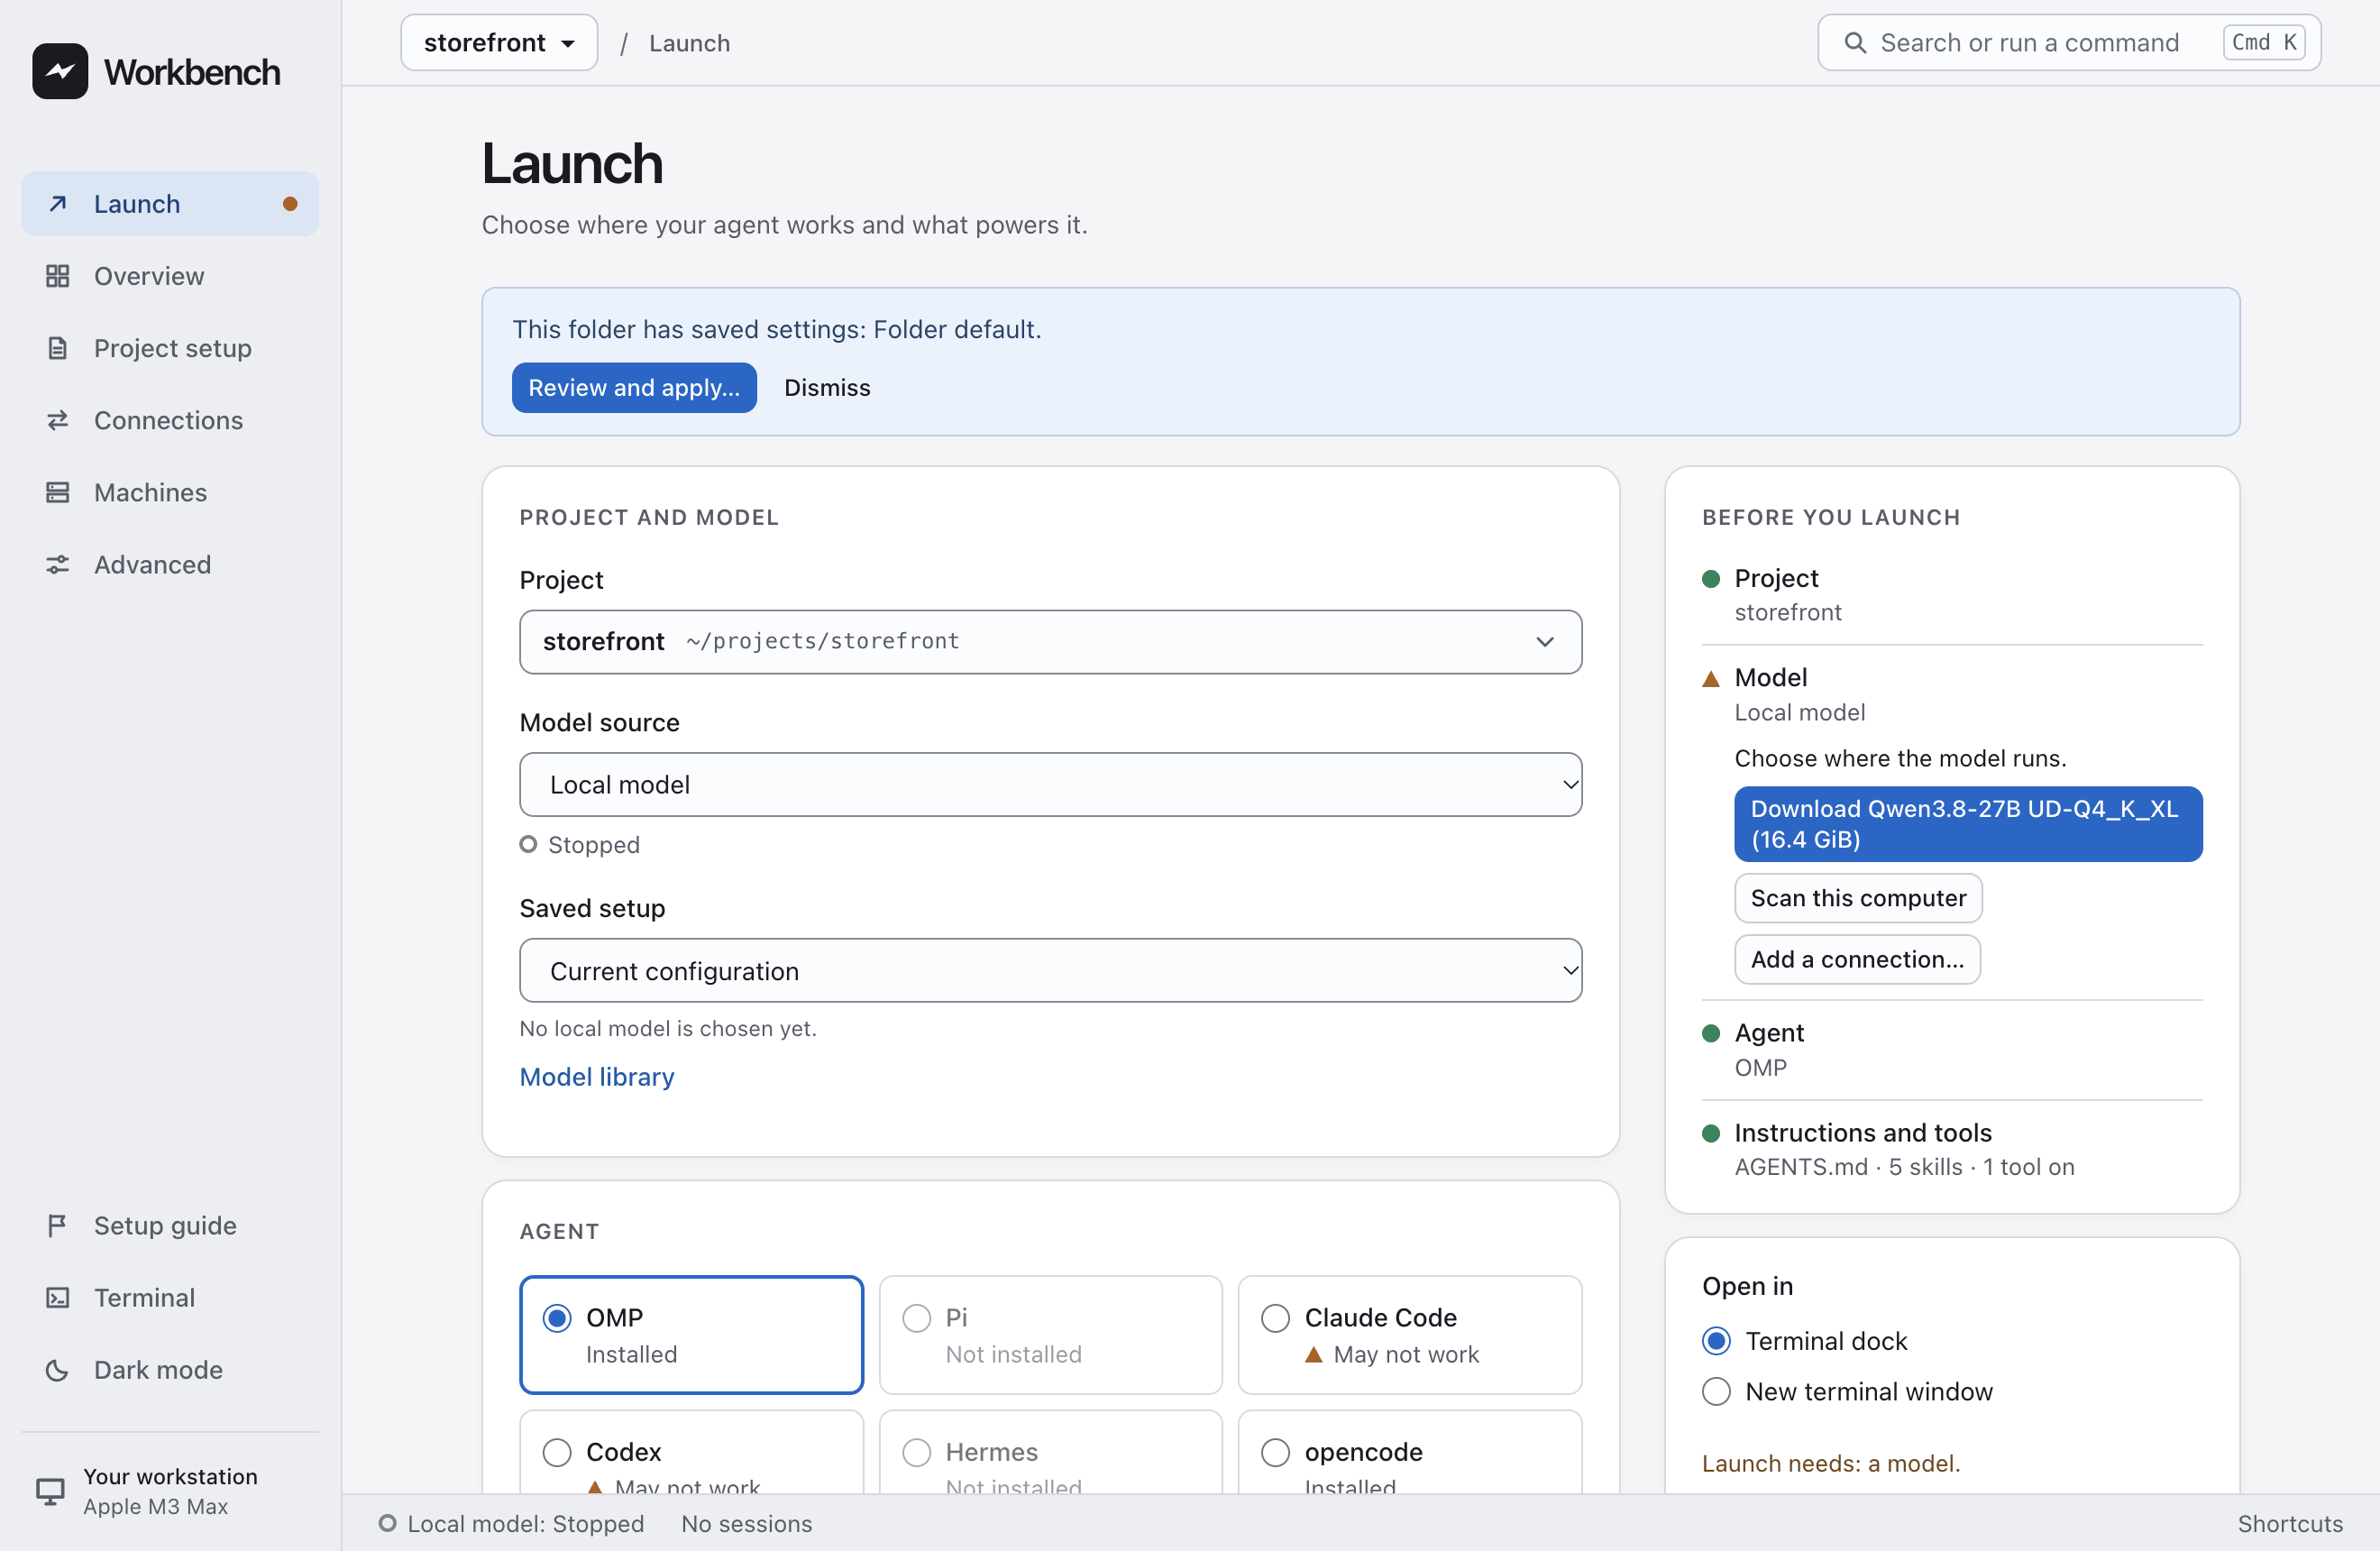 Workbench
Launch
Overview
Project setup
Connections
Machines
Advanced
Setup guide
Terminal
Dark mode
Your workstation
Apple M3 Max
storefront / Launch
Search or run a command Cmd K
Launch
Choose where your agent works and what powers it.
This folder has saved settings: Folder default.
Review and apply... Dismiss
PROJECT AND MODEL
Project
storefront ~/projects/storefront
Model source
Local model
Stopped
Saved setup
Current configuration
No local model is chosen yet.
Model library
AGENT
OMP
Installed
Pi
Not installed
Claude Code
May not work
Codex
May not work
Hermes
Not installed
opencode
Installed
BEFORE YOU LAUNCH
Project
storefront
Model
Local model
Choose where the model runs.
Download Qwen3.8-27B UD-Q4_K_XL
(16.4 GiB)
Scan this computer
Add a connection...
Agent
OMP
Instructions and tools
AGENTS.md · 5 skills · 1 tool on
Open in
Terminal dock
New terminal window
Launch needs: a model.
Local model: Stopped No sessions
Shortcuts